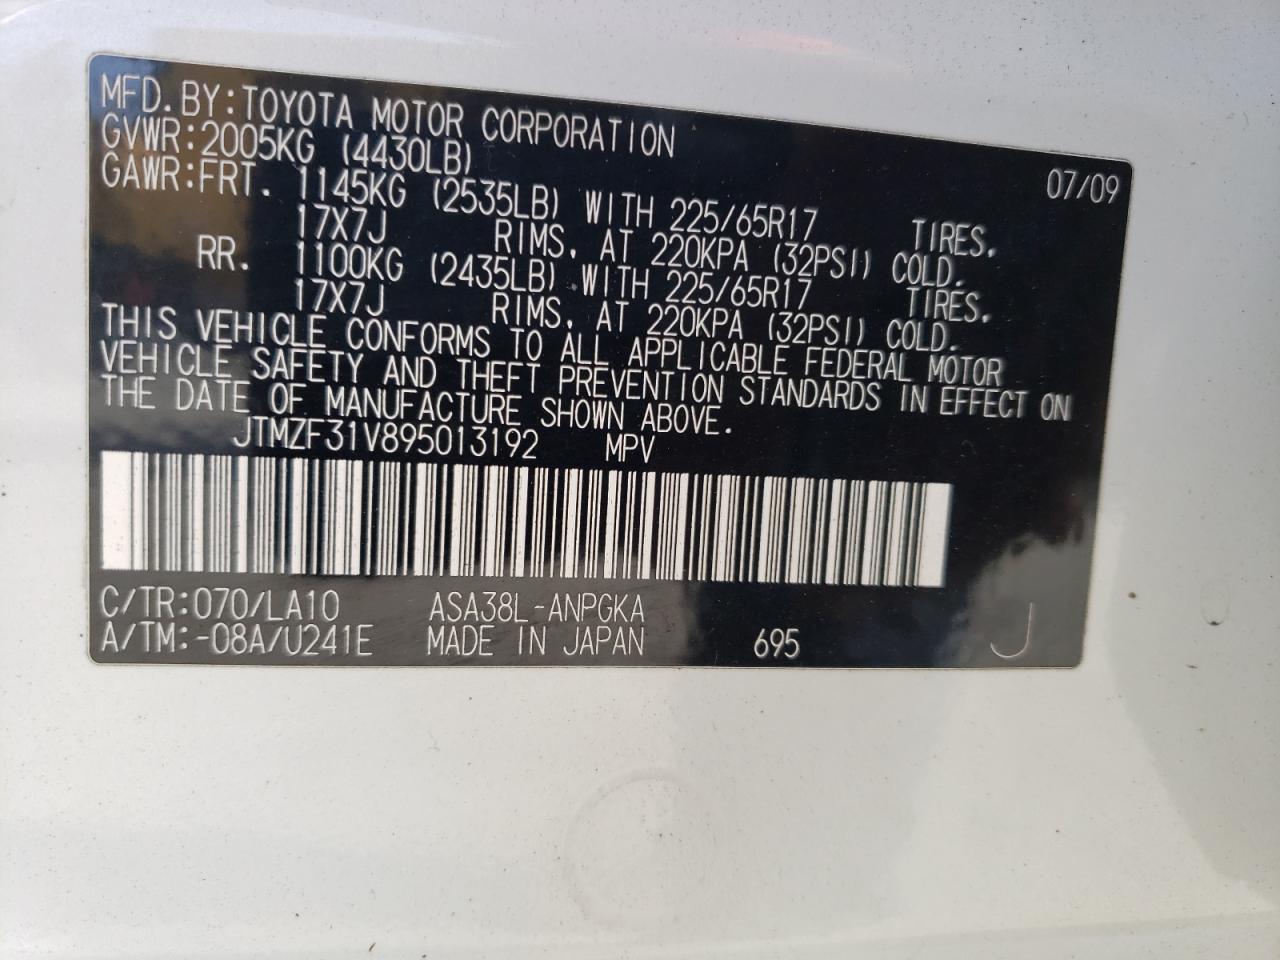 MFD.BY:TOYOTA MOTOR CORPORATION 07/09
GVWR:2005KG (4430LB)
GAWR:FRT. 1145KG (2535LB) WITH 225/65R17 TIRES,
17X7J RIMS, AT 220KPA (32PSI) COLD.
RR. 1100KG (2435LB) WITH 225/65R17 TIRES,
17X7J RIMS, AT 220KPA (32PSI) COLD.
THIS VEHICLE CONFORMS TO ALL APPLICABLE FEDERAL MOTOR
VEHICLE SAFETY AND THEFT PREVENTION STANDARDS IN EFFECT ON
THE DATE OF MANUFACTURE SHOWN ABOVE.
JTMZF31V895013192 MPV
C/TR:070/LA10 ASA38L-ANPGKA
A/TM:-08A/U241E MADE IN JAPAN 695 J